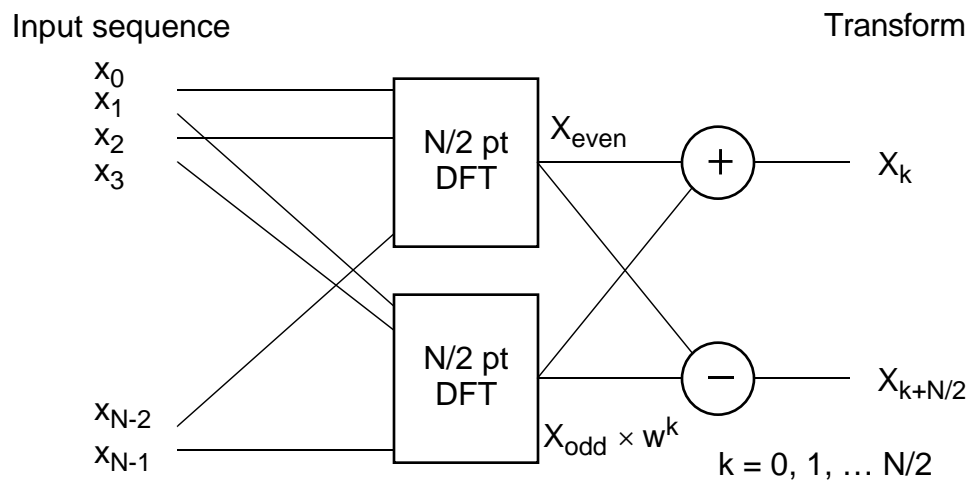 Input sequence
Transform
x0
x1
x2
x3
xN-2
xN-1
N/2 pt
DFT
N/2 pt
DFT
Xeven
Xodd × wk
+
−
Xk
Xk+N/2
k = 0, 1, … N/2